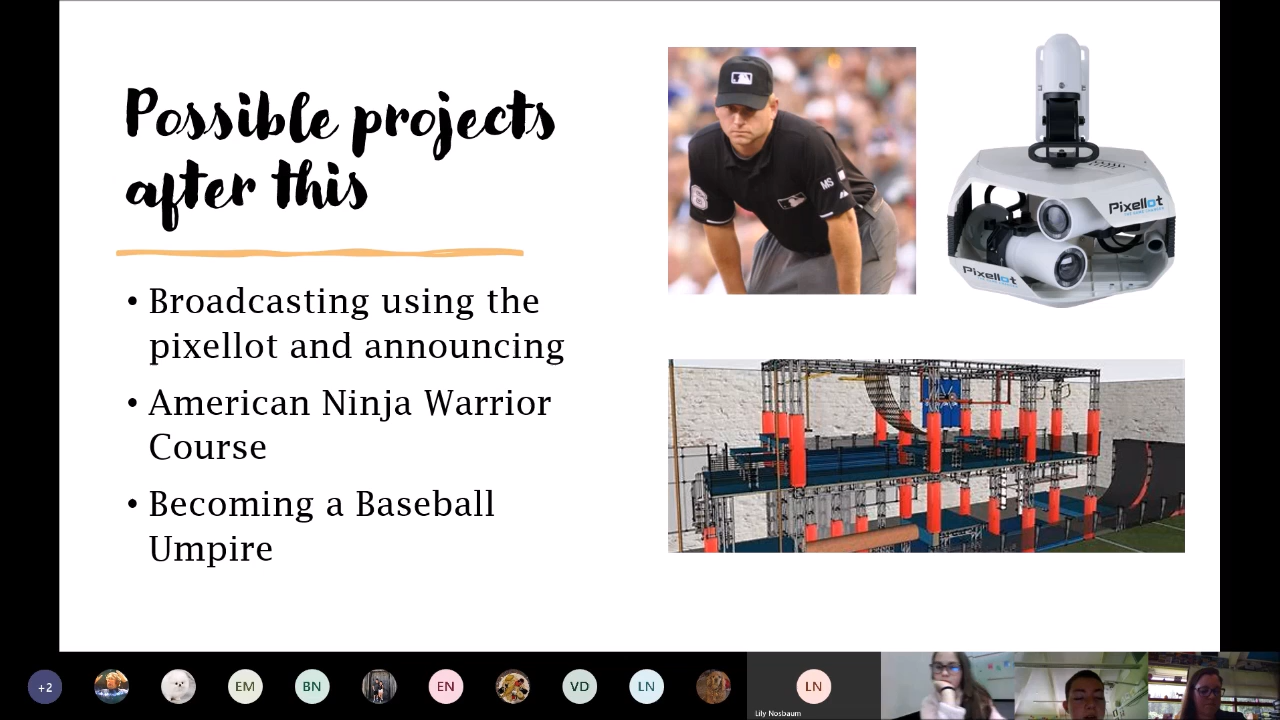 Possible projects
after this
• Broadcasting using the
pixellot and announcing
• American Ninja Warrior
Course
• Becoming a Baseball
Umpire
MS
Pixellot
Pixellot
+2
EM
BN
EN
VD
LN
LN
Lily Nosbaum